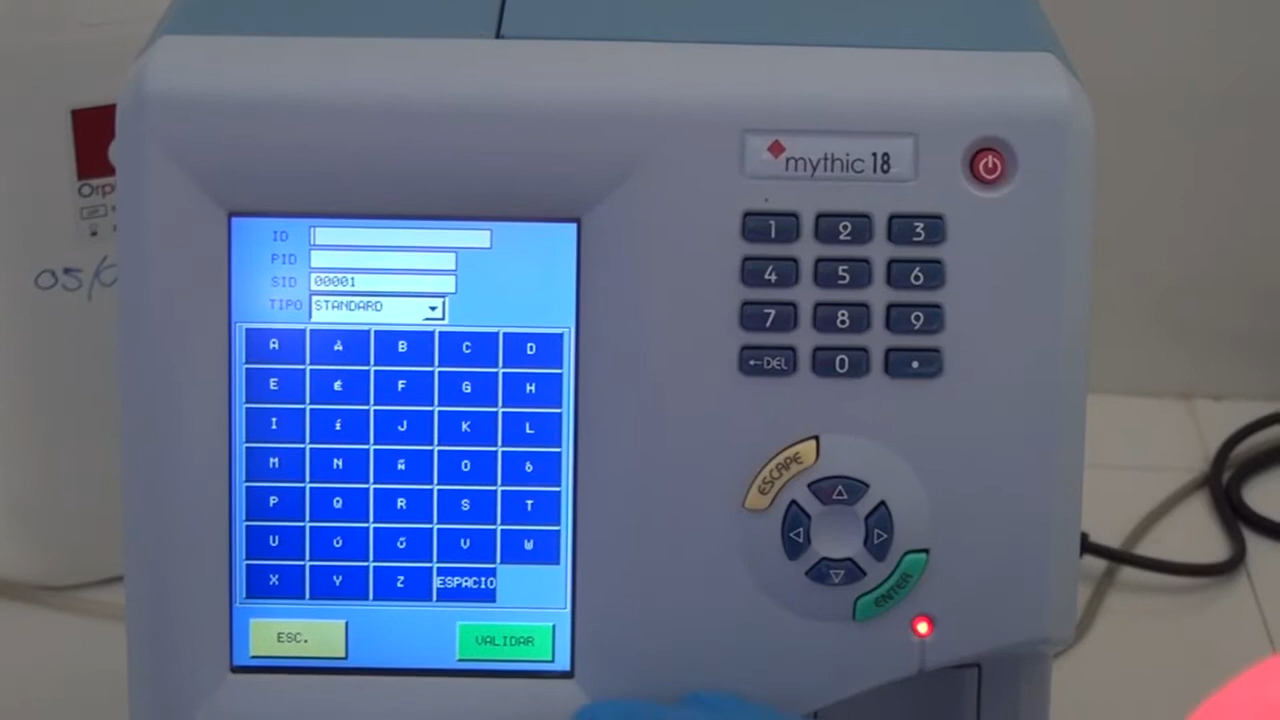 Orp
05/0
mythic 18
ID
PID
SID 00001
TIPO STANDARD
A Á B C D
E É F G H
I Í J K L
M N Ñ O Ó
P Q R S T
U Ú Ű V W
X Y Z ESPACIO
ESC. VALIDAR
1 2 3
4 5 6
7 8 9
←DEL 0 •
ESCAPE
ENTER